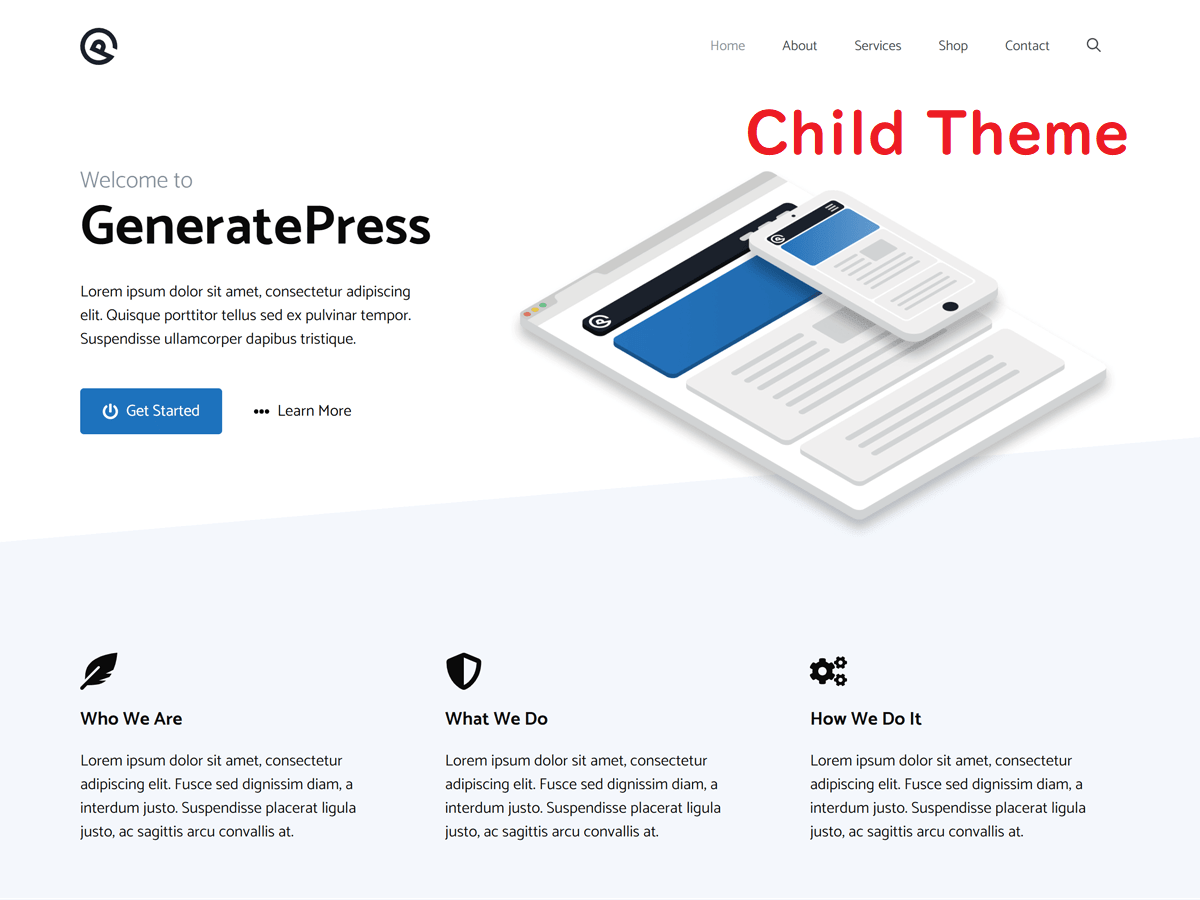 Home About Services Shop Contact
Child Theme
Welcome to
GeneratePress
Lorem ipsum dolor sit amet, consectetur adipiscing
elit. Quisque porttitor tellus sed ex pulvinar tempor.
Suspendisse ullamcorper dapibus tristique.
Get Started
Learn More
Who We Are
Lorem ipsum dolor sit amet, consectetur
adipiscing elit. Fusce sed dignissim diam, a
interdum justo. Suspendisse placerat ligula
justo, ac sagittis arcu convallis at.
What We Do
Lorem ipsum dolor sit amet, consectetur
adipiscing elit. Fusce sed dignissim diam, a
interdum justo. Suspendisse placerat ligula
justo, ac sagittis arcu convallis at.
How We Do It
Lorem ipsum dolor sit amet, consectetur
adipiscing elit. Fusce sed dignissim diam, a
interdum justo. Suspendisse placerat ligula
justo, ac sagittis arcu convallis at.